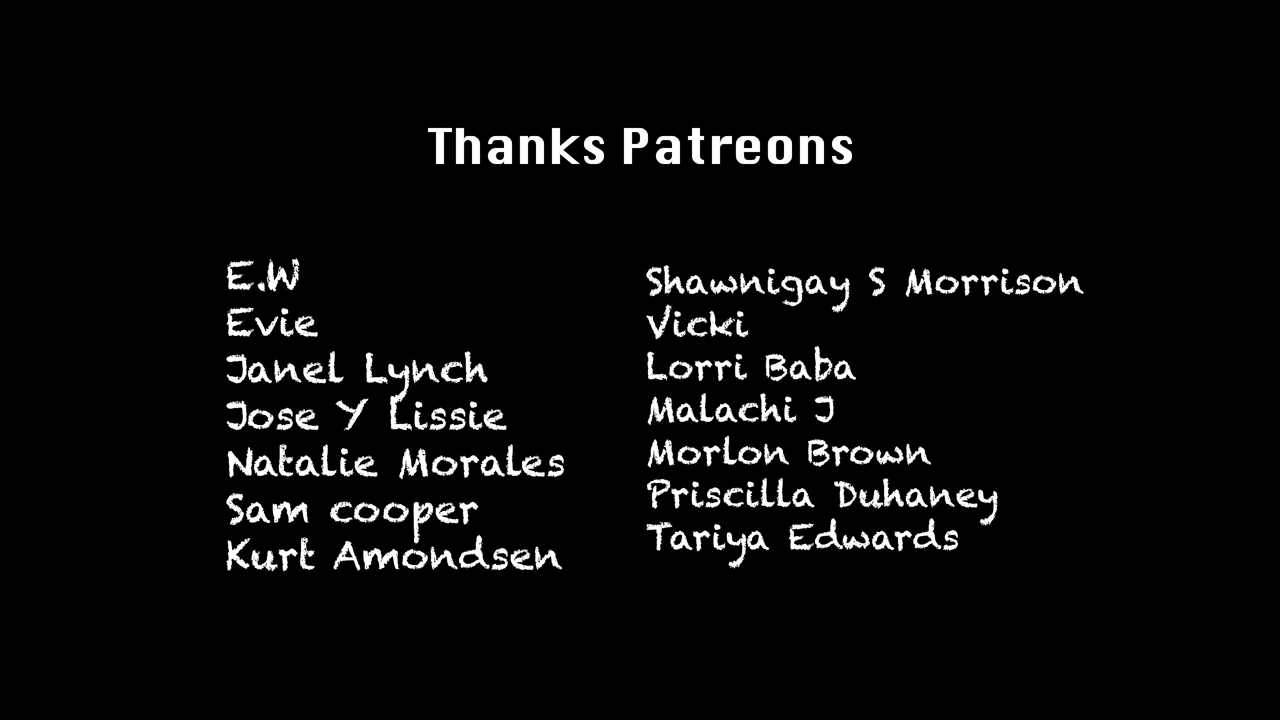 Thanks Patreons
E.W
Evie
Janel Lynch
Jose Y Lissie
Natalie Morales
Sam cooper
Kurt Amondsen
Shawnigay S Morrison
Vicki
Lorri Baba
Malachi J
Morlon Brown
Priscilla Duhaney
Tariya Edwards